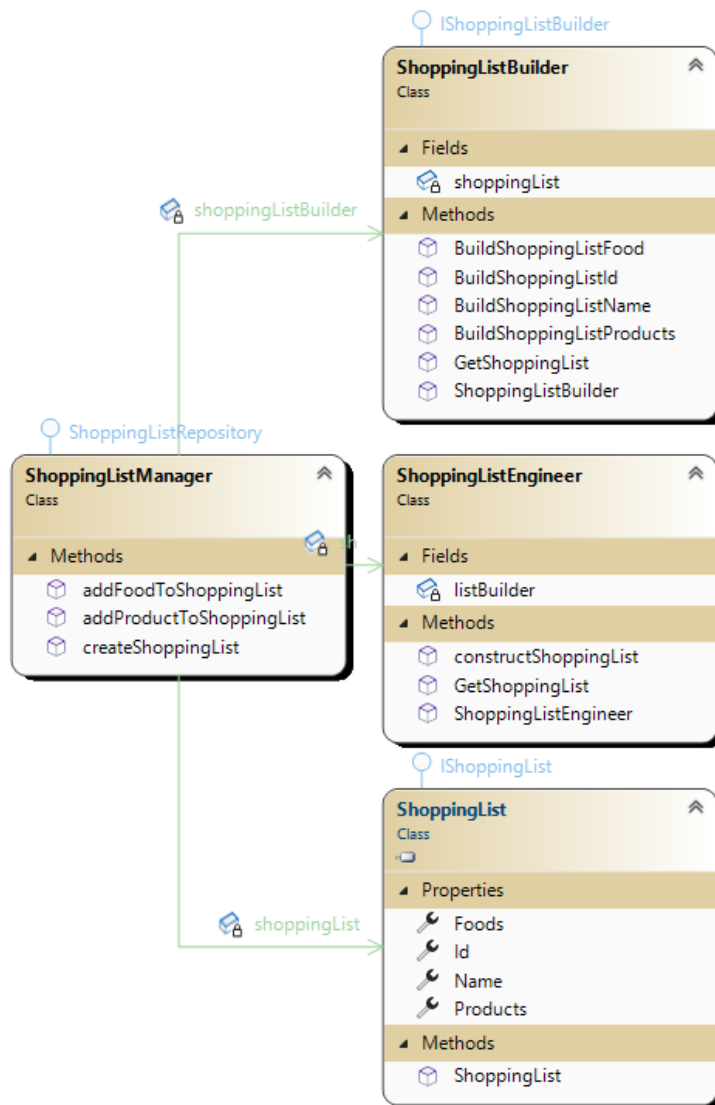 IShoppingListBuilder
ShoppingListBuilder
Class
Fields
shoppingList
Methods
BuildShoppingListFood
BuildShoppingListId
BuildShoppingListName
BuildShoppingListProducts
GetShoppingList
ShoppingListBuilder
shoppingListBuilder
ShoppingListRepository
ShoppingListManager
Class
Methods
addFoodToShoppingList
addProductToShoppingList
createShoppingList
sh
ShoppingListEngineer
Class
Fields
listBuilder
Methods
constructShoppingList
GetShoppingList
ShoppingListEngineer
IShoppingList
ShoppingList
Class
Properties
Foods
Id
Name
Products
Methods
ShoppingList
shoppingList